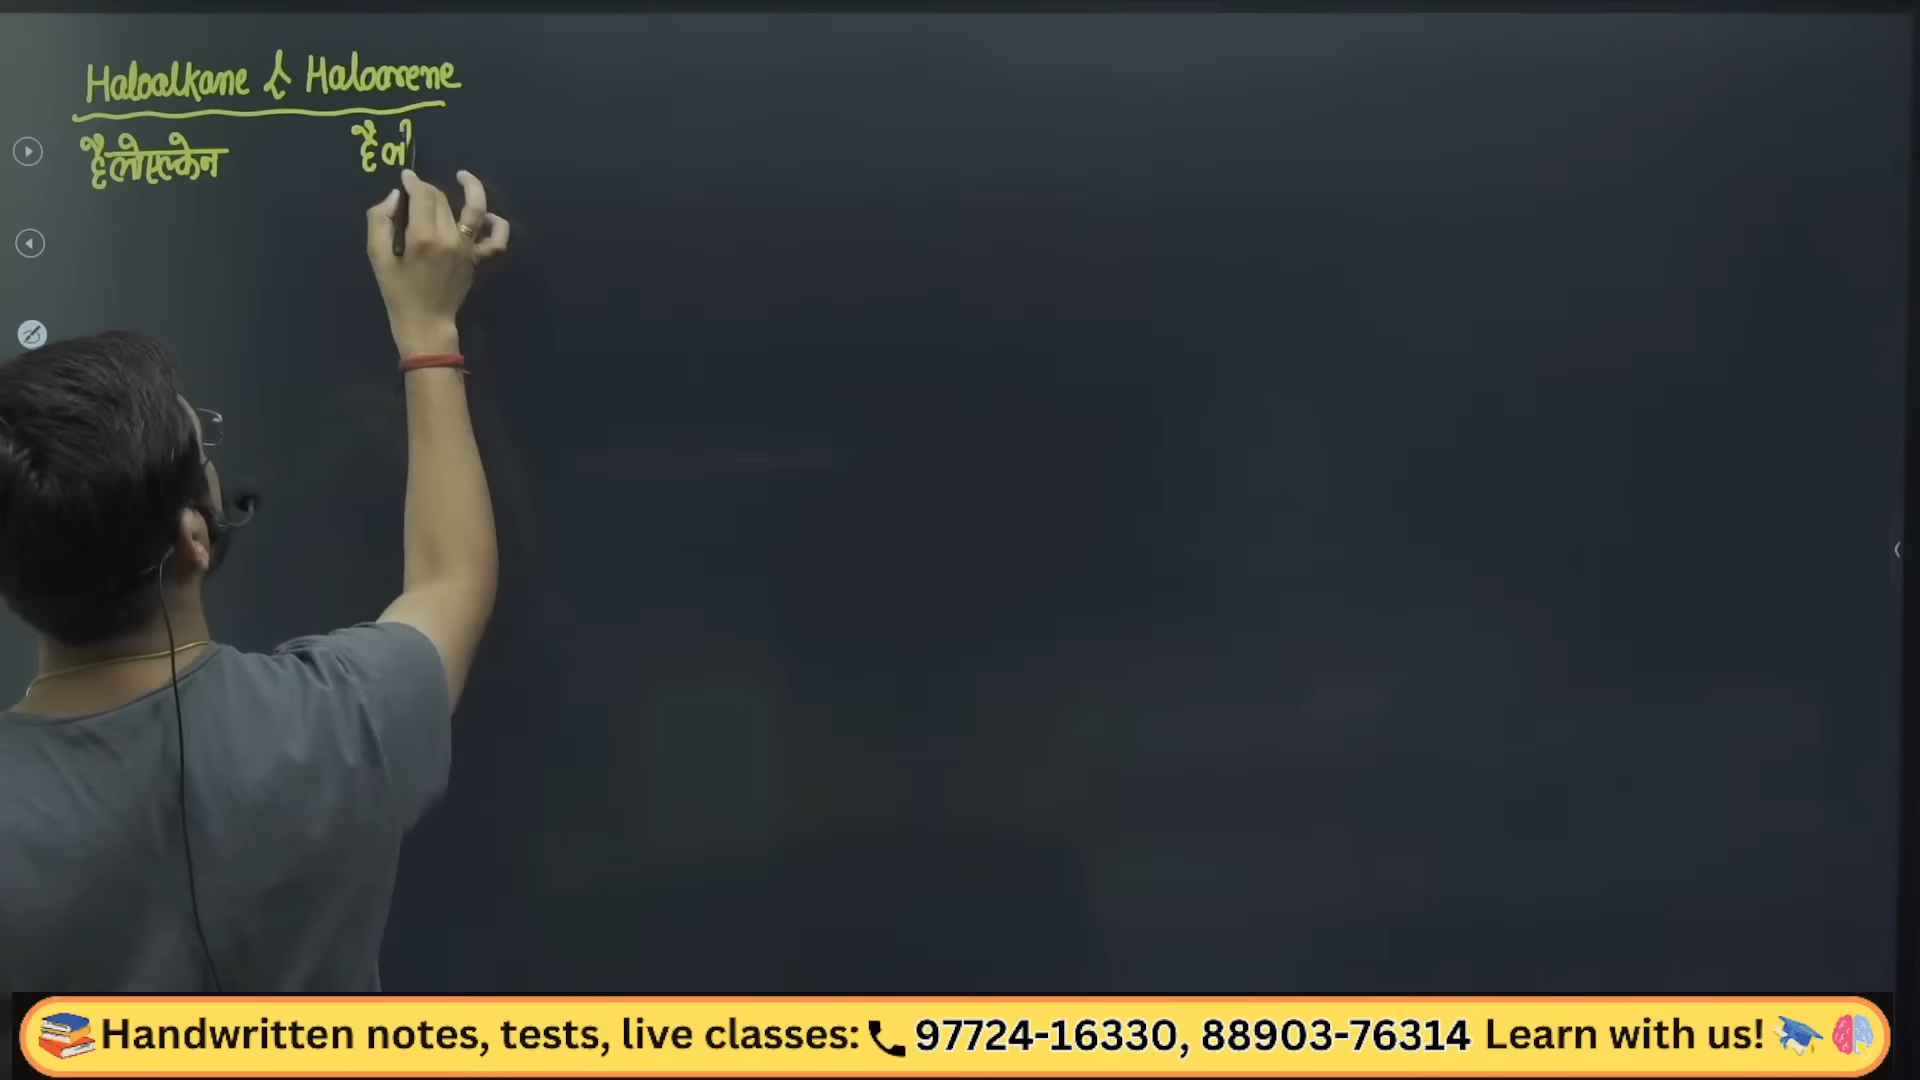 Haloalkane & Haloarene
हैलोएल्केन हैलो
Handwritten notes, tests, live classes: 97724-16330, 88903-76314 Learn with us!